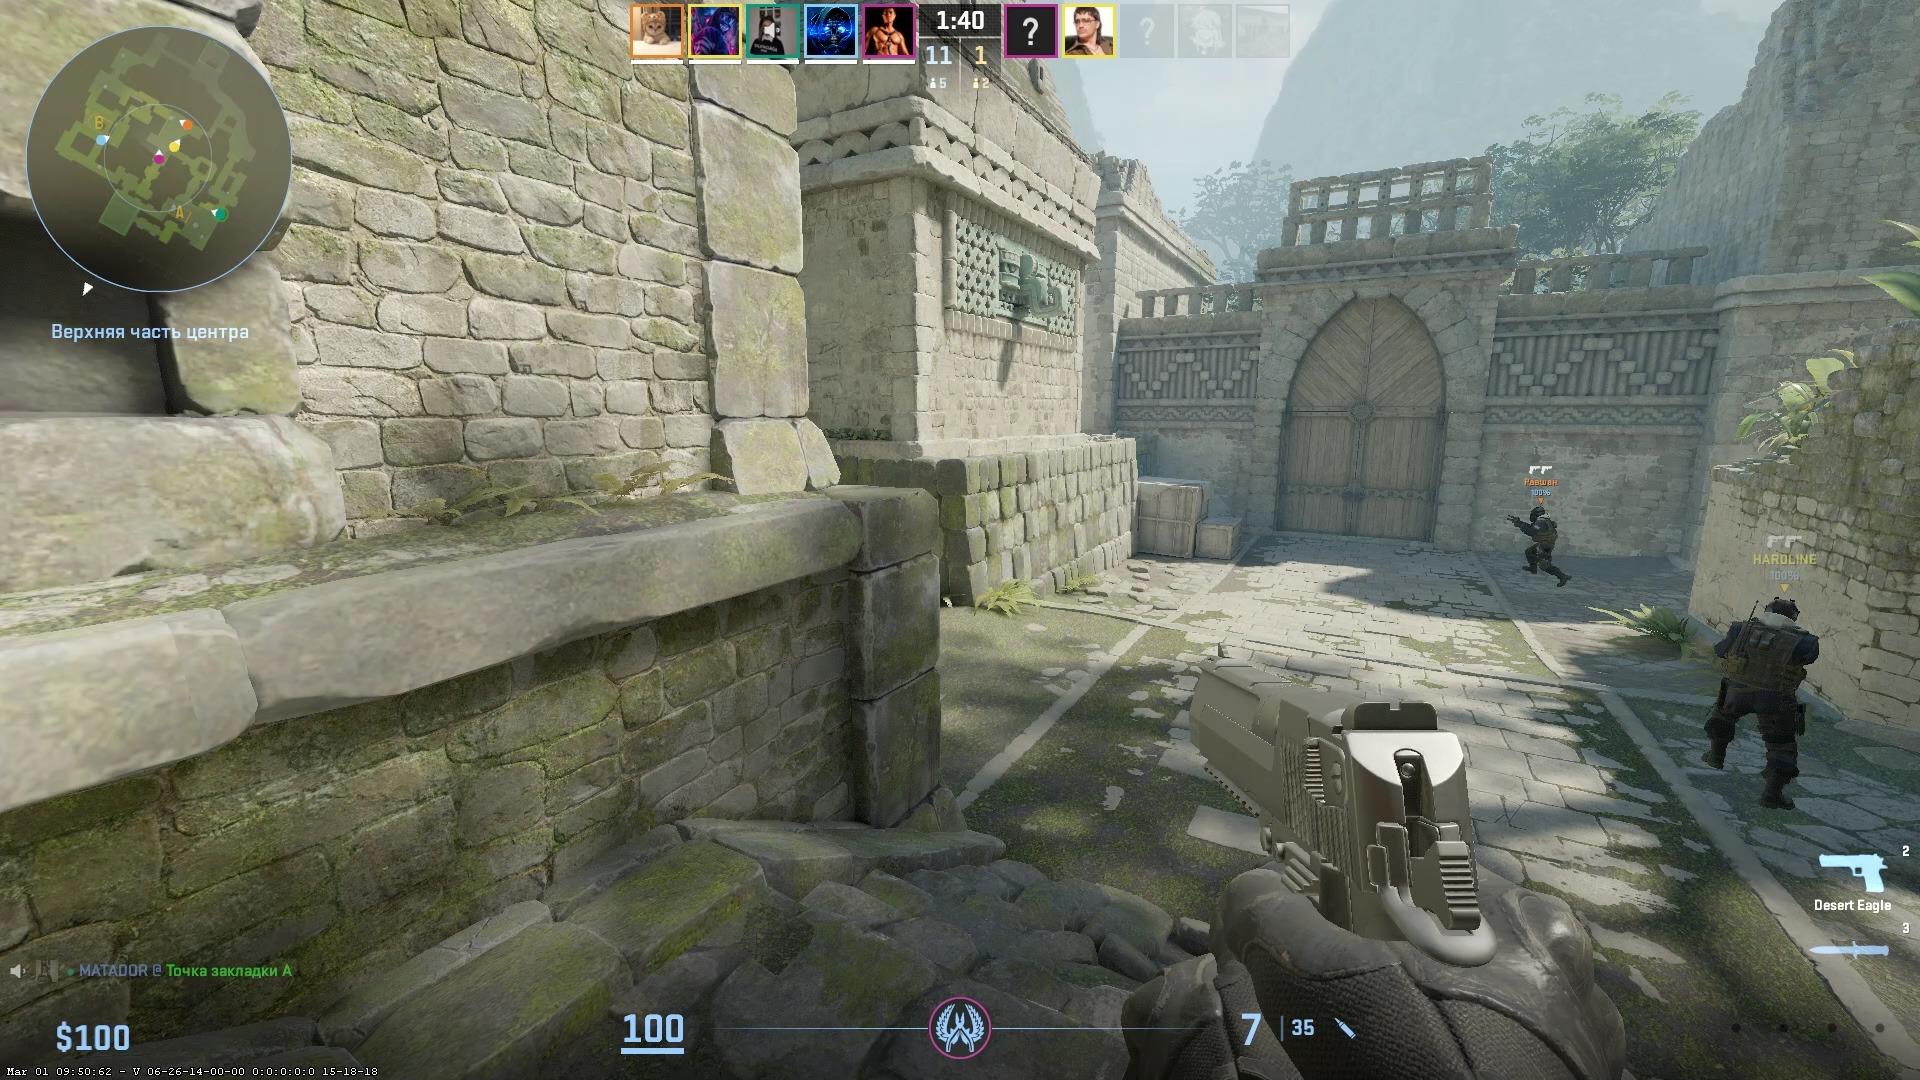 1:40
11 1
5 2
?
?
B
A
Верхняя часть центра
Равшан
100%
HARDLINE
100%
2
Desert Eagle
3
MATADOR @ Точка закладки A
$100
100
7 | 35
Mar 01 09:50:62 - V 06-26-14-00-00 0:0:0:0:0 15-18-18